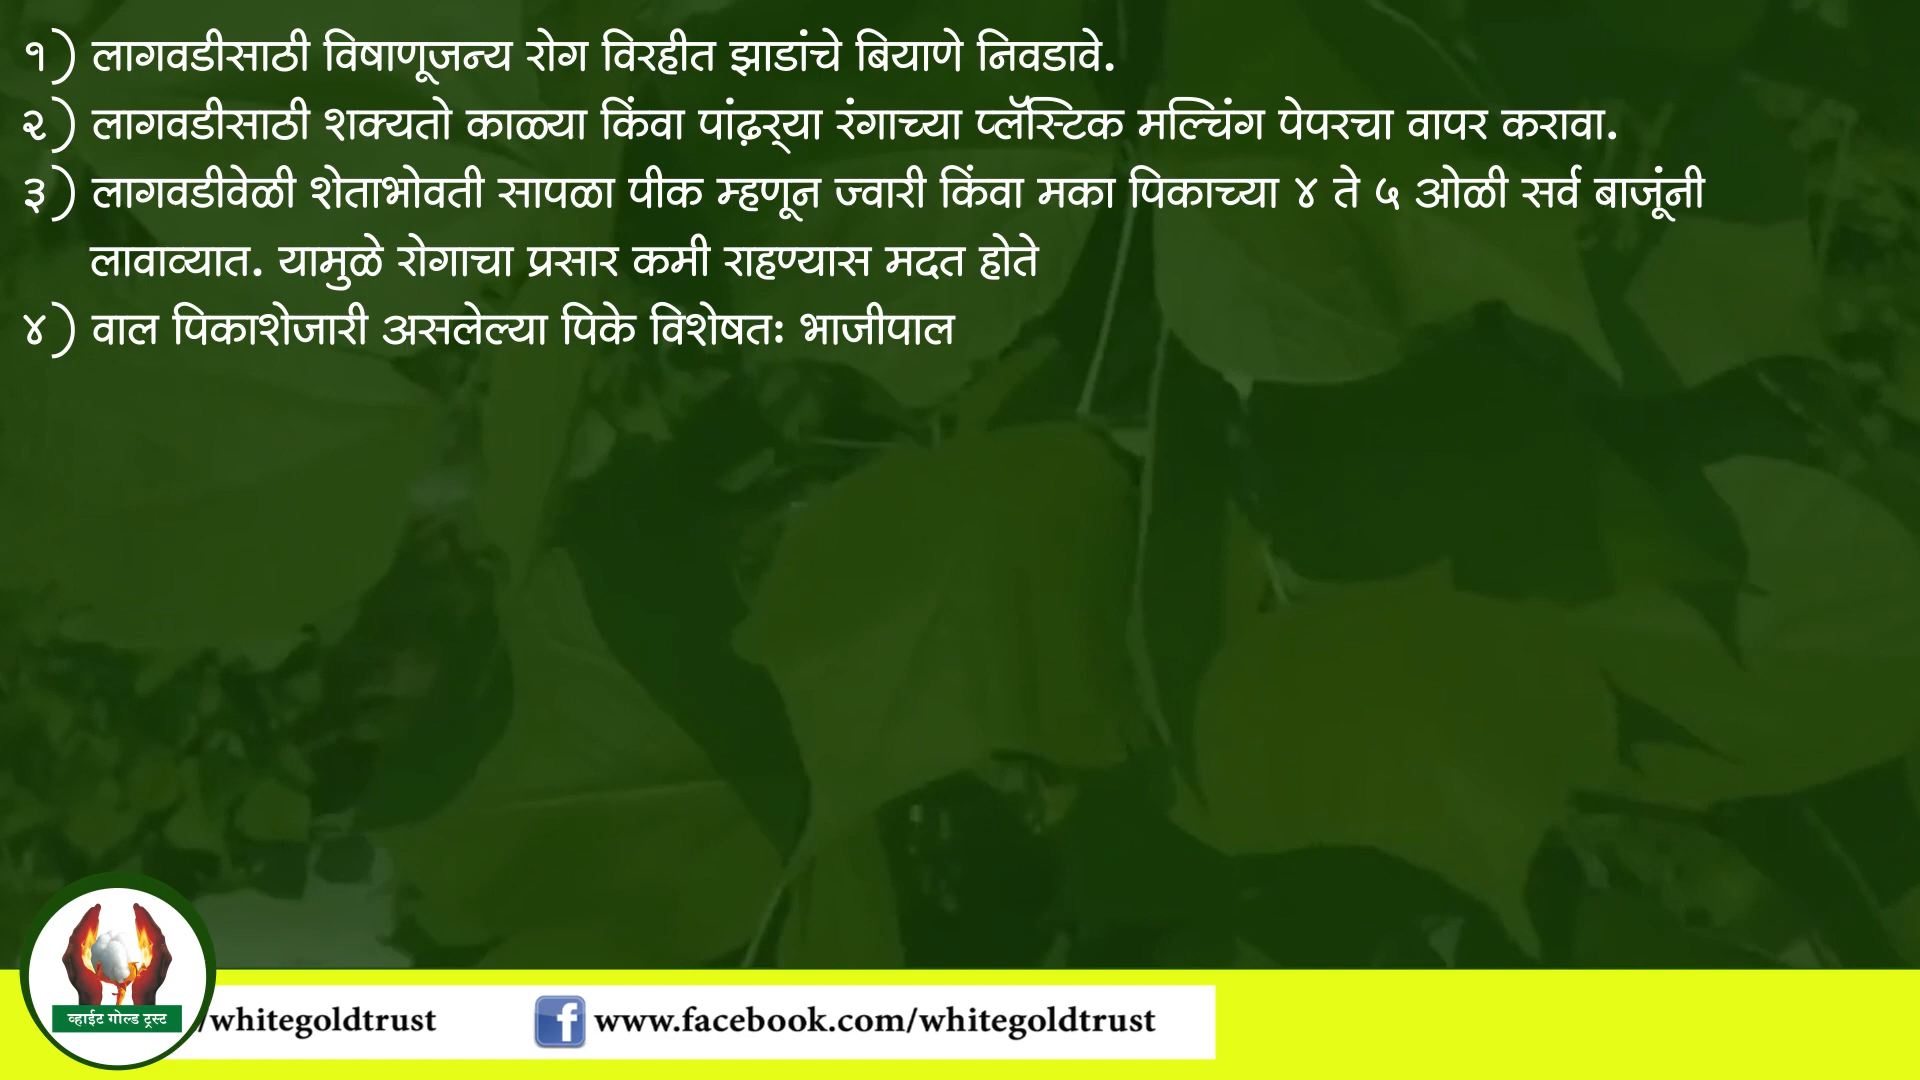 १) लागवडीसाठी विषाणूजन्य रोग विरहीत झाडांचे बियाणे निवडावे.
२) लागवडीसाठी शक्यतो काळ्या किंवा पांढ़र्‍या रंगाच्या प्लॅस्टिक मल्चिंग पेपरचा वापर करावा.
३) लागवडीवेळी शेताभोवती सापळा पीक म्हणून ज्वारी किंवा मका पिकाच्या ४ ते ५ ओळी सर्व बाजूंनी
लावाव्यात. यामुळे रोगाचा प्रसार कमी राहण्यास मदत होते
४) वाल पिकाशेजारी असलेल्या पिके विशेषतः भाजीपाल
व्हाईट गोल्ड ट्रस्ट
/whitegoldtrust
www.facebook.com/whitegoldtrust